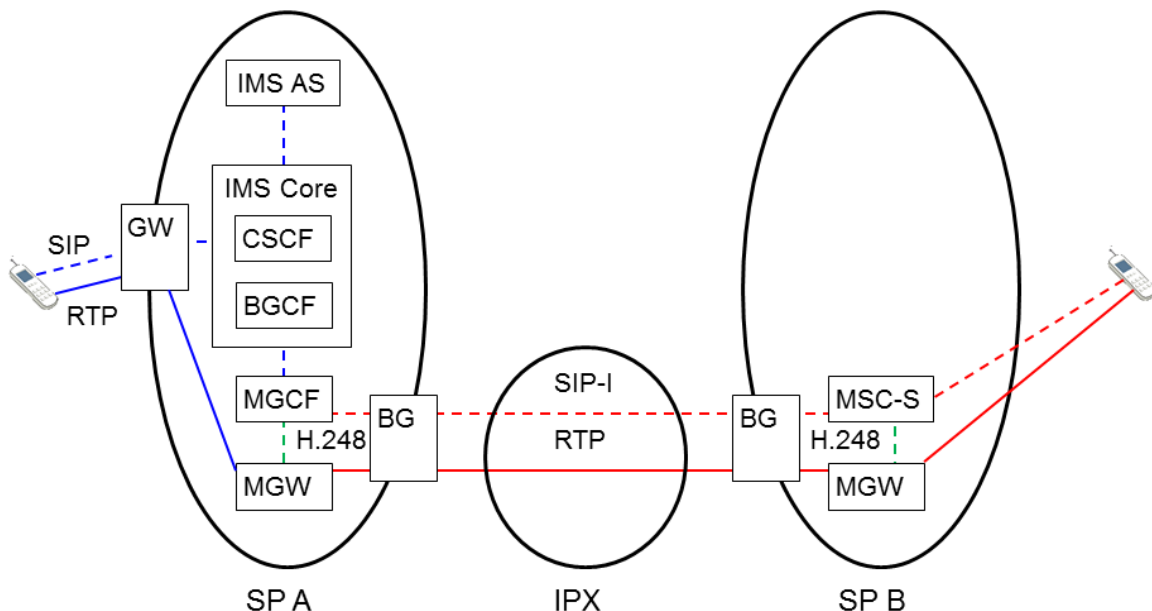 IMS AS
IMS Core
GW
CSCF
SIP
RTP
BGCF
SIP-I
MGCF
BG
BG
MSC-S
H.248
RTP
H.248
MGW
MGW
SP A
IPX
SP B